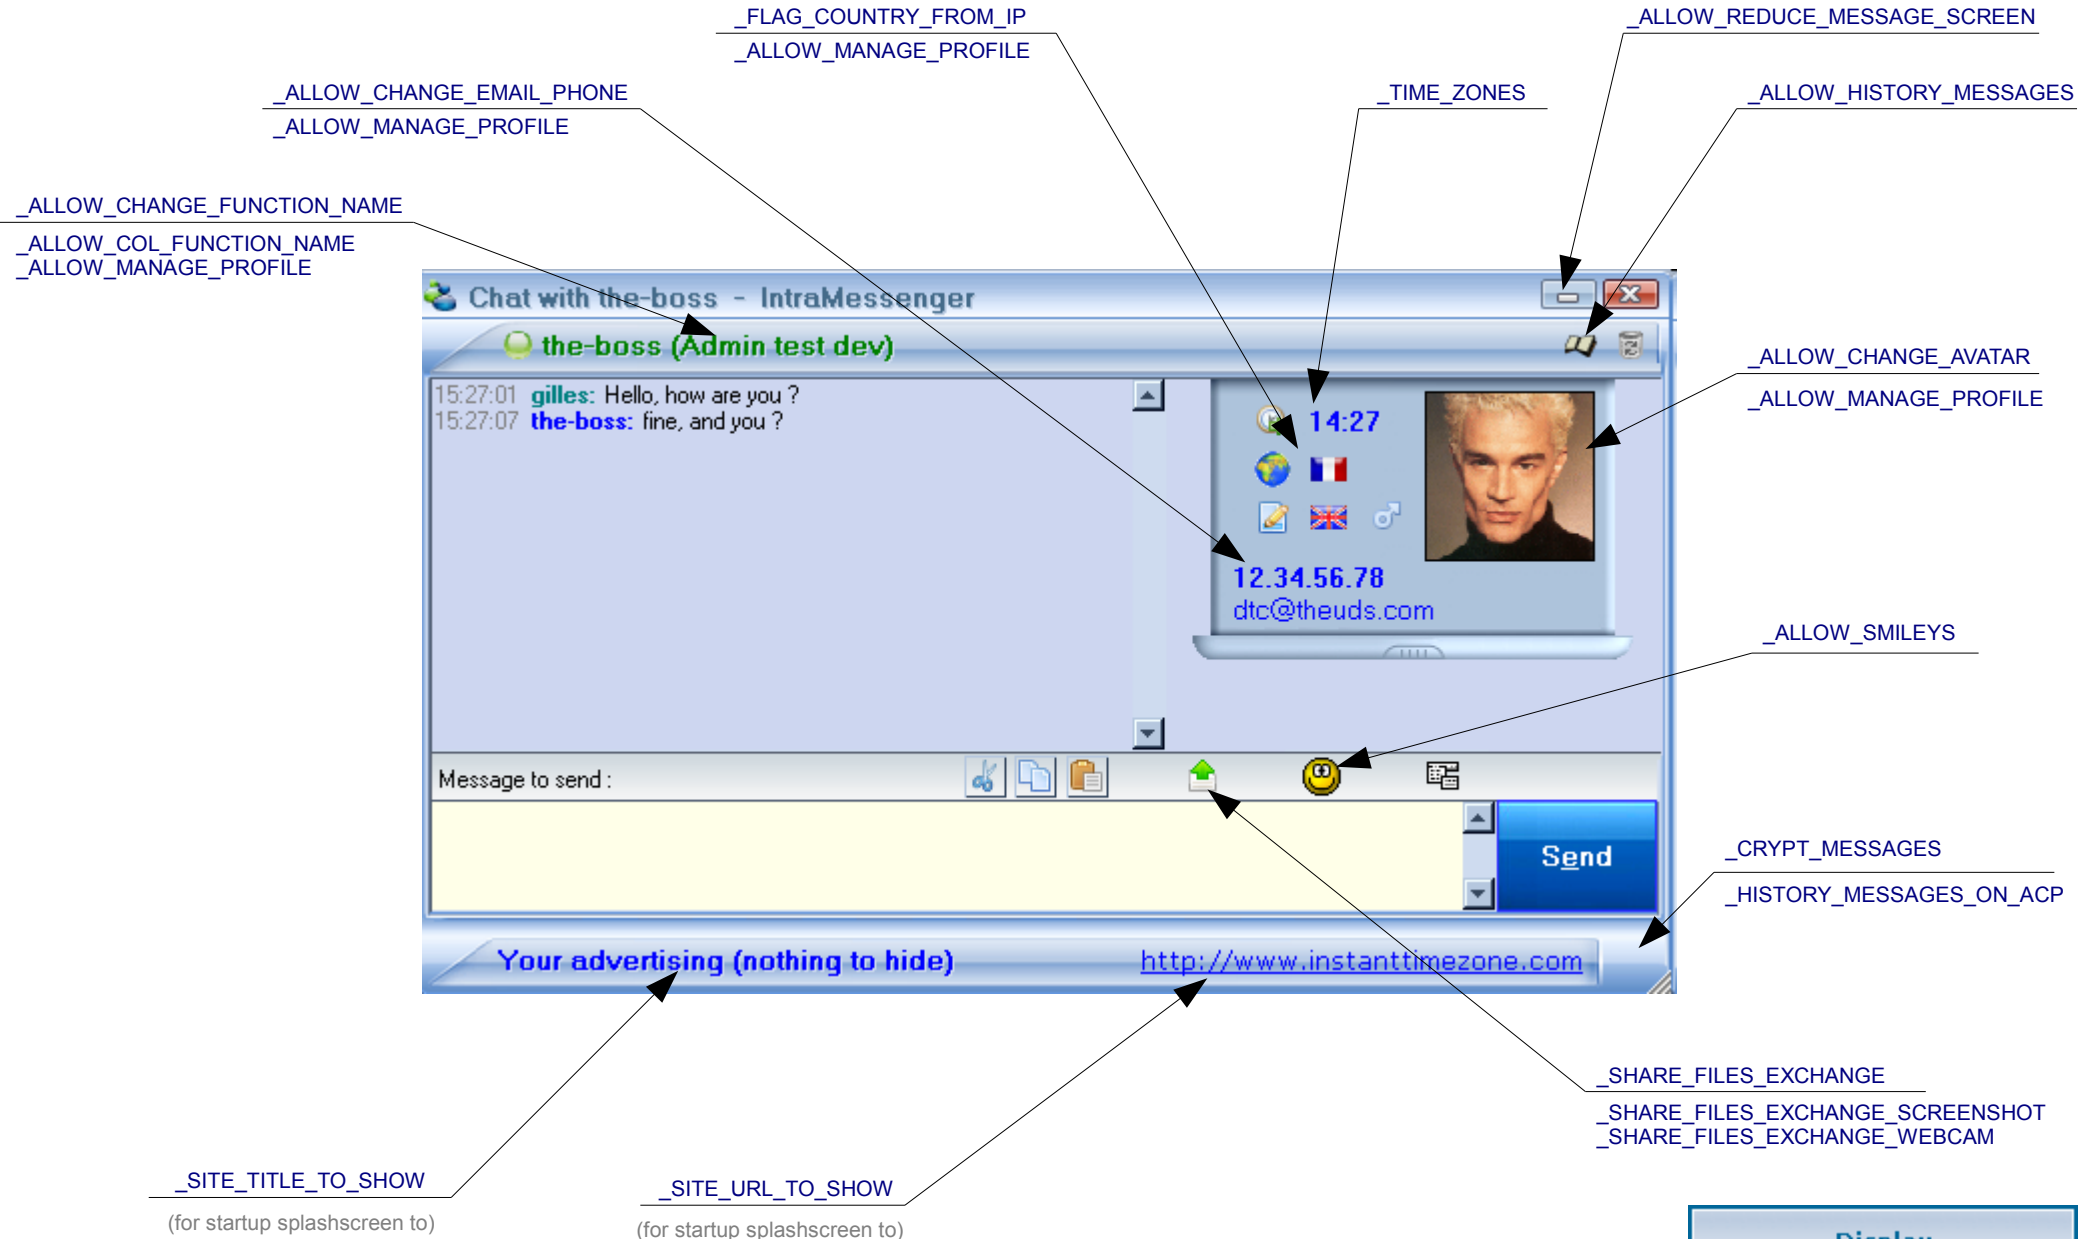 _FLAG_COUNTRY_FROM_IP
_ALLOW_MANAGE_PROFILE
_ALLOW_REDUCE_MESSAGE_SCREEN
_ALLOW_CHANGE_EMAIL_PHONE
_ALLOW_MANAGE_PROFILE
_TIME_ZONES
_ALLOW_HISTORY_MESSAGES
_ALLOW_CHANGE_FUNCTION_NAME
_ALLOW_COL_FUNCTION_NAME
_ALLOW_MANAGE_PROFILE
Chat with the-boss - IntraMessenger
the-boss (Admin test dev)
_ALLOW_CHANGE_AVATAR
_ALLOW_MANAGE_PROFILE
15:27:01 gilles: Hello, how are you ?
15:27:07 the-boss: fine, and you ?
14:27
12.34.56.78
dtc@theuds.com
_ALLOW_SMILEYS
Message to send :
Send
_CRYPT_MESSAGES
_HISTORY_MESSAGES_ON_ACP
Your advertising (nothing to hide)
http://www.instanttimezone.com
_SHARE_FILES_EXCHANGE
_SHARE_FILES_EXCHANGE_SCREENSHOT
_SHARE_FILES_EXCHANGE_WEBCAM
_SITE_TITLE_TO_SHOW
(for startup splashscreen to)
_SITE_URL_TO_SHOW
(for startup splashscreen to)